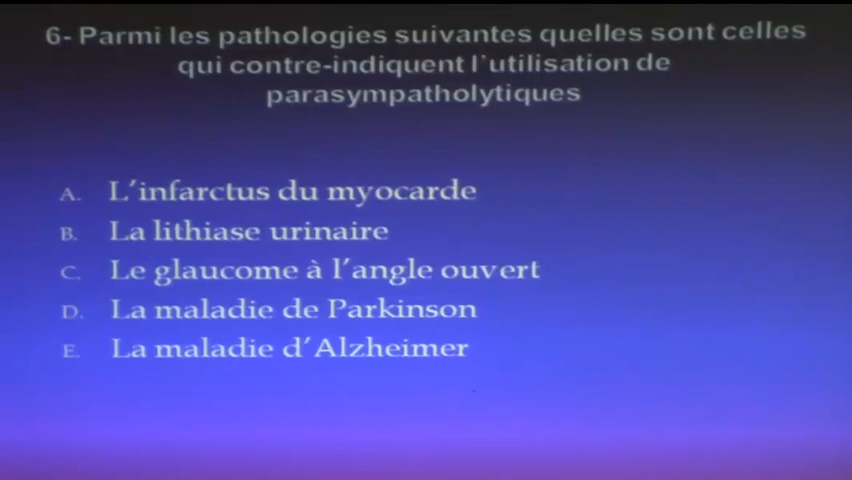 6- Parmi les pathologies suivantes quelles sont celles
qui contre-indiquent l'utilisation de
parasympatholytiques
A. L'infarctus du myocarde
B. La lithiase urinaire
C. Le glaucome à l'angle ouvert
D. La maladie de Parkinson
E. La maladie d'Alzheimer